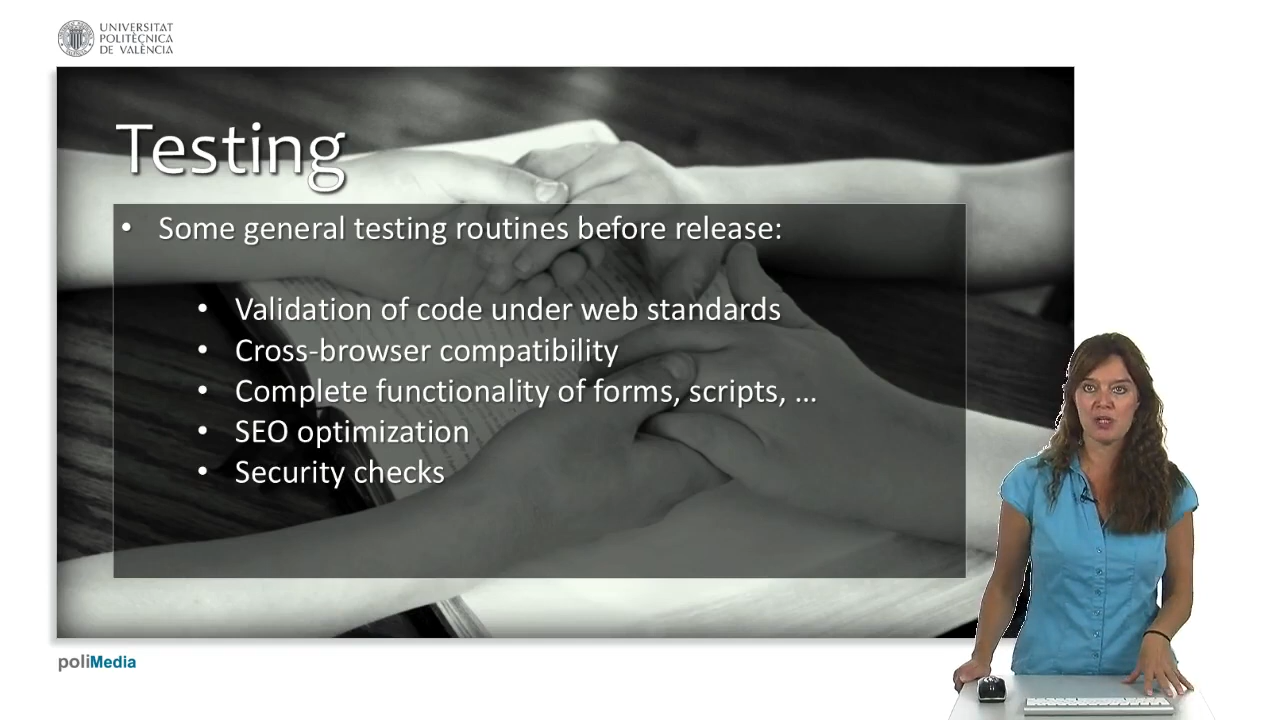 UNIVERSITAT
POLITÈCNICA
DE VALÈNCIA
Testing
• Some general testing routines before release:
• Validation of code under web standards
• Cross-browser compatibility
• Complete functionality of forms, scripts, ...
• SEO optimization
• Security checks
poliMedia